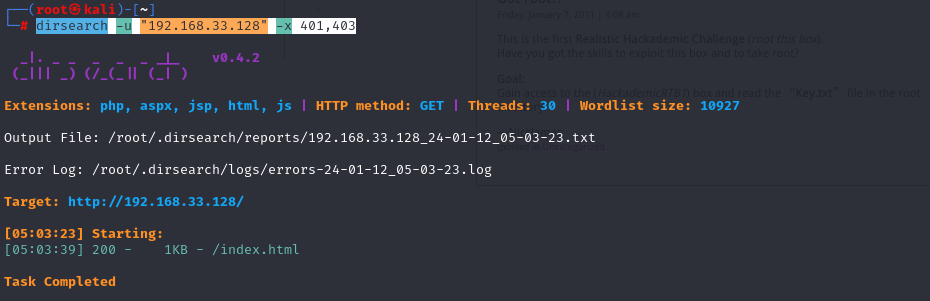 (root㉿kali)-[~]
# dirsearch -u "192.168.33.128" -x 401,403
_|. _ _ _ _ _ _|_ v0.4.2
(_||| _) (/_(_|| (_| )
Extensions: php, aspx, jsp, html, js | HTTP method: GET | Threads: 30 | Wordlist size: 10927
Output File: /root/.dirsearch/reports/192.168.33.128_24-01-12_05-03-23.txt
Error Log: /root/.dirsearch/logs/errors-24-01-12_05-03-23.log
Target: http://192.168.33.128/
[05:03:23] Starting:
[05:03:39] 200 - 1KB - /index.html
Task Completed
Friday, January 7, 2011
This is the first Realistic Hackademic Challenge (root this box)
Have you got the skills to exploit this box and to take root?
Goal:
Gain access to the (HackademicRTB1) box and read the "Key.txt" file in the root